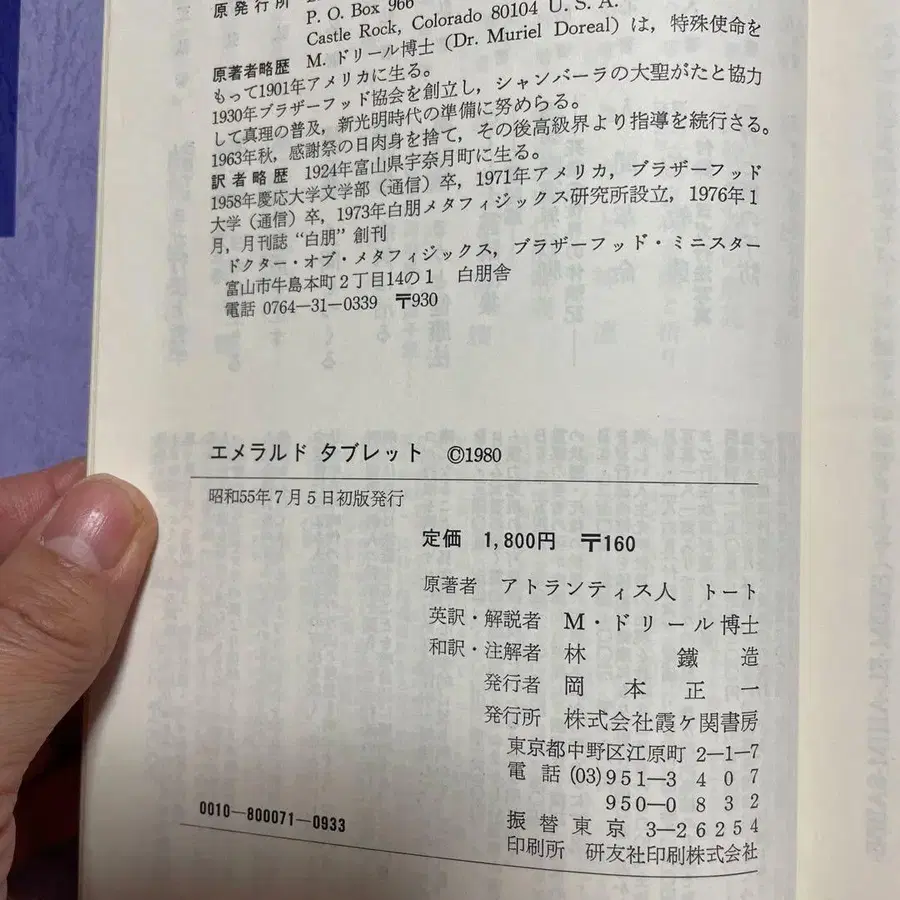 原発行所
P. O. Box 966
Castle Rock, Colorado 80104 U. S. A.
原著者略歴 M. ドリール博士 (Dr. Muriel Doreal) は，特殊使命を
もって1901年アメリカに生る。
1930年ブラザーフッド協会を創立し，シャンバーラの大聖がたと協力
して真理の普及，新光明時代の準備に努めらる。
1963年秋，感謝祭の日肉身を捨て，その後高級界より指導を続行さる。
訳者略歴 1924年富山県宇奈月町に生る。
1958年慶応大学文学部（通信）卒，1971年アメリカ，ブラザーフッド
大学（通信）卒，1973年白朋メタフィジックス研究所設立，1976年1
月，月刊誌“白朋”創刊
ドクター・オブ・メタフィジックス，ブラザーフッド・ミニスター
富山市牛島本町2丁目14の1 白朋舎
電話 0764—31—0339 〒930
エメラルド タブレット ©1980
昭和55年7月5日初版発行
定価 1,800円 〒160
原著者 アトランティス人 トート
英訳・解説者 M・ドリール博士
和訳・注解者 林 鐵造
発行者 岡本正一
発行所 株式会社霞ケ関書房
東京都中野区江原町 2—1—7
電話 (03)951—3407
950—0832
振替東京 3—26254
印刷所 研友社印刷株式会社
0010—800071—0933